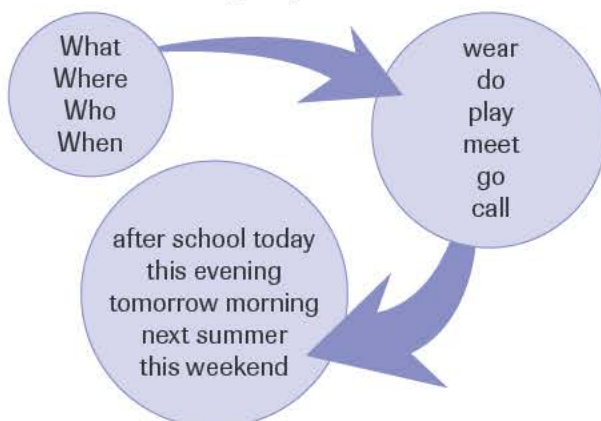 What
Where
Who
When
wear
do
play
meet
go
call
after school today
this evening
tomorrow morning
next summer
this weekend